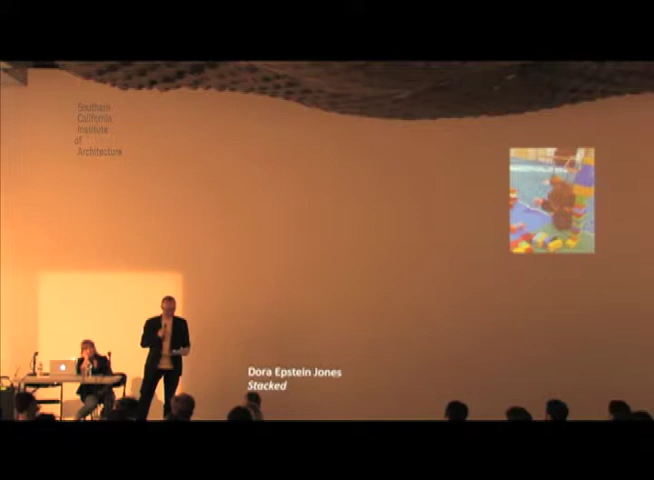 Southern
California
Institute
of
Architecture
Dora Epstein Jones
Stacked